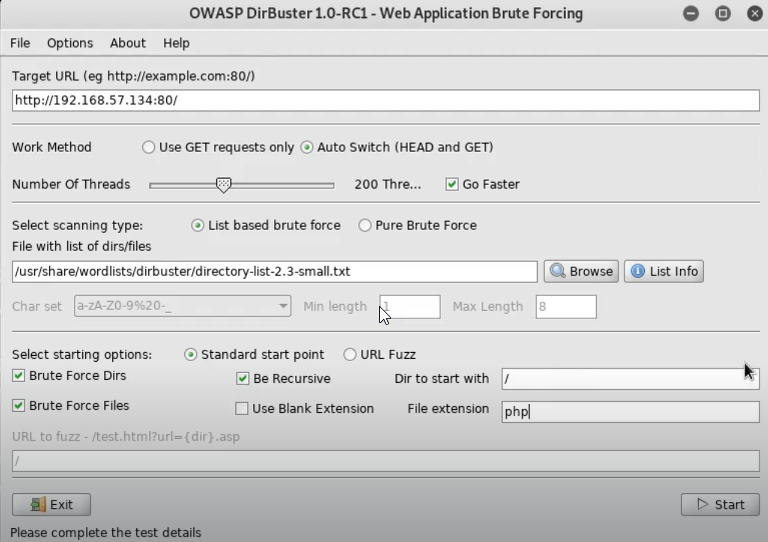 OWASP DirBuster 1.0-RC1 - Web Application Brute Forcing
File Options About Help
Target URL (eg http://example.com:80/)
http://192.168.57.134:80/
Work Method Use GET requests only Auto Switch (HEAD and GET)
Number Of Threads 200 Thre... Go Faster
Select scanning type: List based brute force Pure Brute Force
File with list of dirs/files
/usr/share/wordlists/dirbuster/directory-list-2.3-small.txt Browse List Info
Char set a-zA-Z0-9%20-_ Min length 1 Max Length 8
Select starting options: Standard start point URL Fuzz
Brute Force Dirs Be Recursive Dir to start with /
Brute Force Files Use Blank Extension File extension php
URL to fuzz - /test.html?url={dir}.asp
/
Exit Start
Please complete the test details